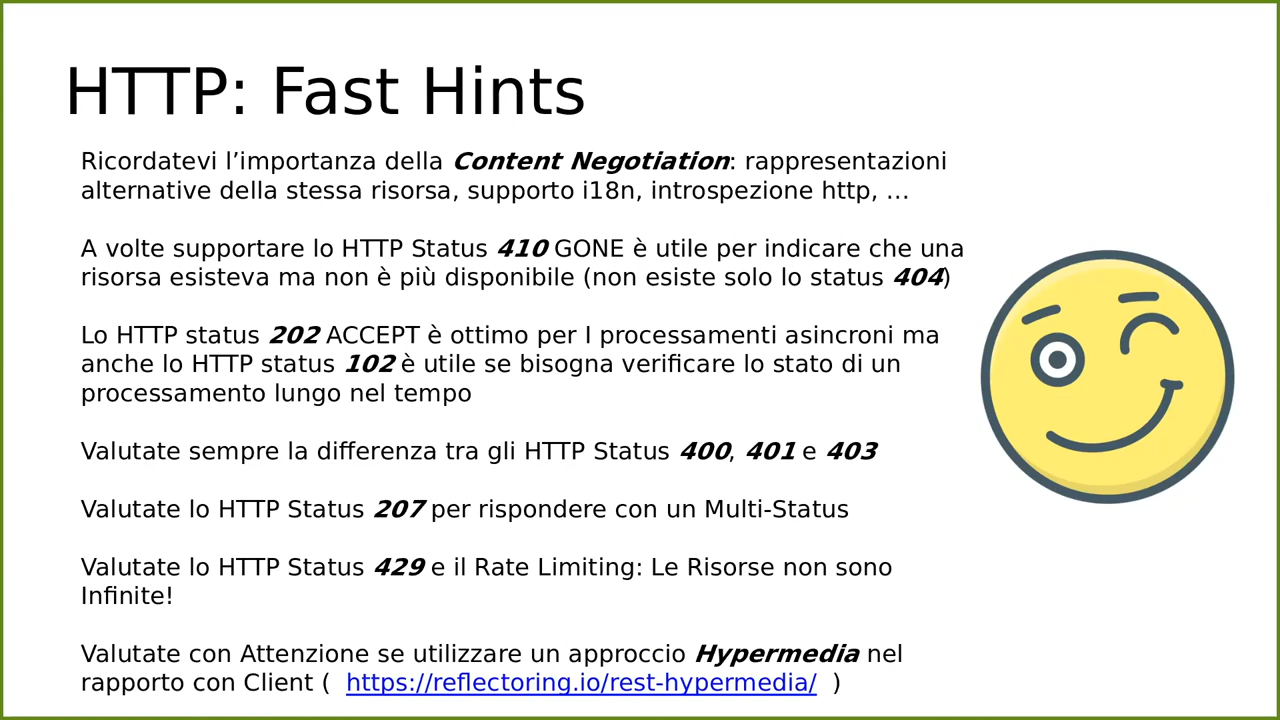 HTTP: Fast Hints
Ricordatevi l’importanza della Content Negotiation: rappresentazioni
alternative della stessa risorsa, supporto i18n, introspezione http, …
A volte supportare lo HTTP Status 410 GONE è utile per indicare che una
risorsa esisteva ma non è più disponibile (non esiste solo lo status 404)
Lo HTTP status 202 ACCEPT è ottimo per I processamenti asincroni ma
anche lo HTTP status 102 è utile se bisogna verificare lo stato di un
processamento lungo nel tempo
Valutate sempre la differenza tra gli HTTP Status 400, 401 e 403
Valutate lo HTTP Status 207 per rispondere con un Multi-Status
Valutate lo HTTP Status 429 e il Rate Limiting: Le Risorse non sono
Infinite!
Valutate con Attenzione se utilizzare un approccio Hypermedia nel
rapporto con Client ( https://reflectoring.io/rest-hypermedia/ )